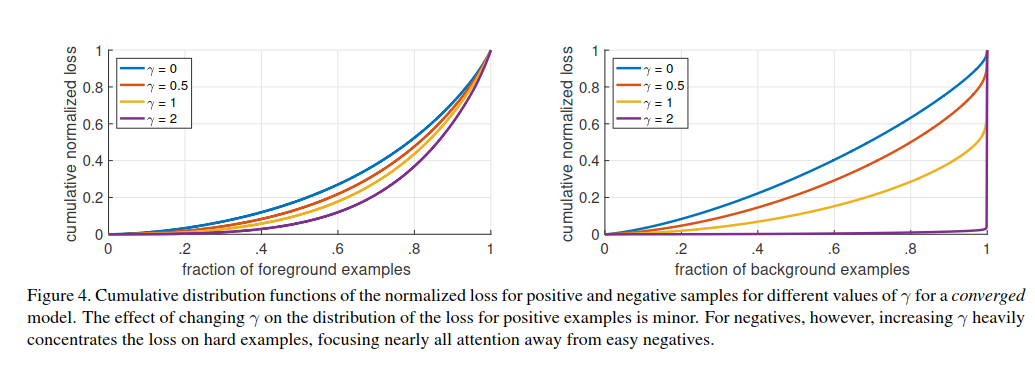 cumulative normalized loss
1
0.8
0.6
0.4
0.2
0
γ = 0
γ = 0.5
γ = 1
γ = 2
0 .2 .4 .6 .8 1
fraction of foreground examples
cumulative normalized loss
1
0.8
0.6
0.4
0.2
0
γ = 0
γ = 0.5
γ = 1
γ = 2
0 .2 .4 .6 .8 1
fraction of background examples
Figure 4. Cumulative distribution functions of the normalized loss for positive and negative samples for different values of γ for a converged
model. The effect of changing γ on the distribution of the loss for positive examples is minor. For negatives, however, increasing γ heavily
concentrates the loss on hard examples, focusing nearly all attention away from easy negatives.